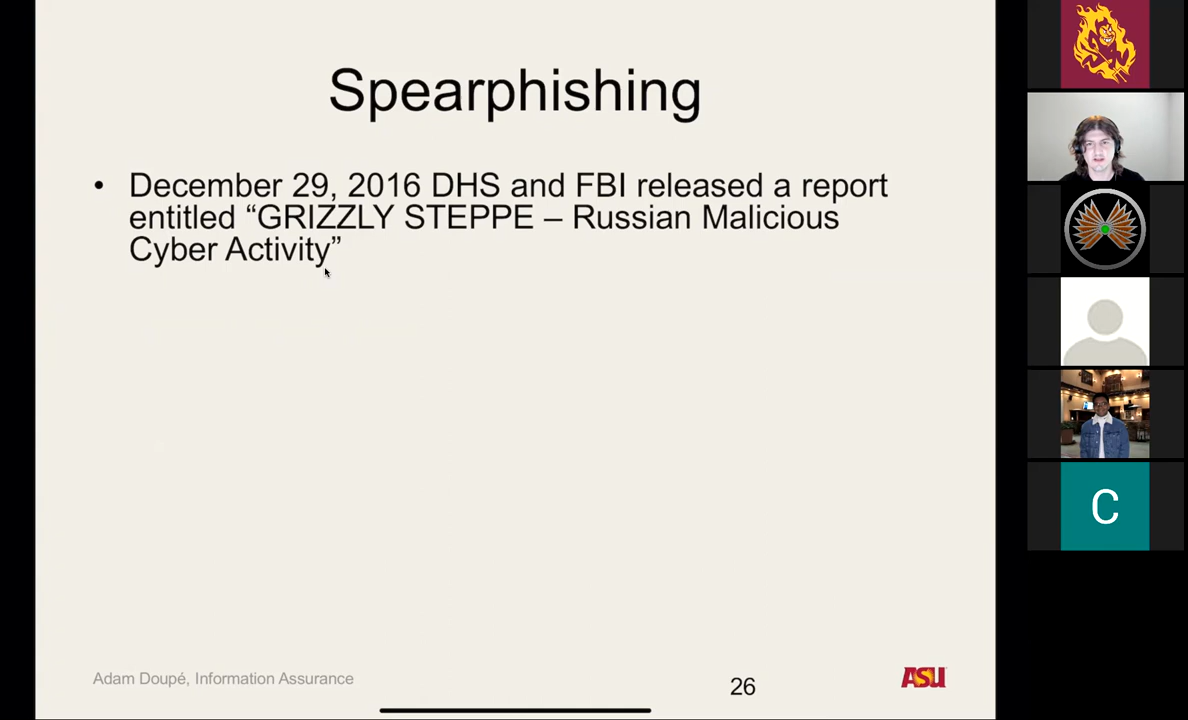 Spearphishing
• December 29, 2016 DHS and FBI released a report
entitled “GRIZZLY STEPPE – Russian Malicious
Cyber Activity”
Adam Doupé, Information Assurance
26
ASU
C